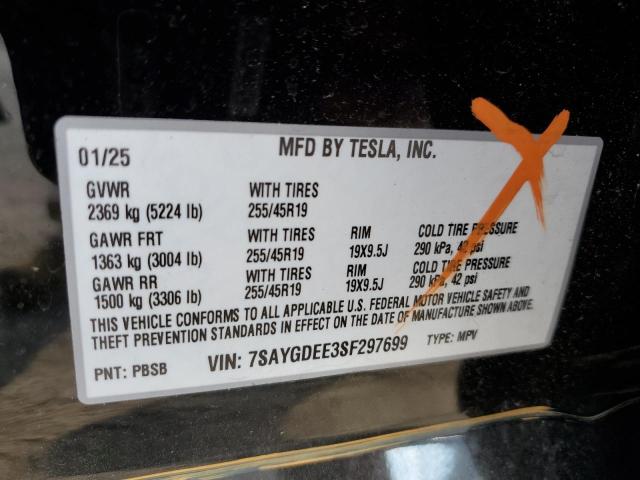 01/25 MFD BY TESLA, INC.
GVWR WITH TIRES
2369 kg (5224 lb) 255/45R19
GAWR FRT WITH TIRES RIM COLD TIRE PRESSURE
1363 kg (3004 lb) 255/45R19 19X9.5J 290 kPa, 42 psi
GAWR RR WITH TIRES RIM COLD TIRE PRESSURE
1500 kg (3306 lb) 255/45R19 19X9.5J 290 kPa, 42 psi
THIS VEHICLE CONFORMS TO ALL APPLICABLE U.S. FEDERAL MOTOR VEHICLE SAFETY AND
THEFT PREVENTION STANDARDS IN EFFECT ON THE DATE OF MANUFACTURE SHOWN ABOVE.
PNT: PBSB VIN: 7SAYGDEE3SF297699 TYPE: MPV